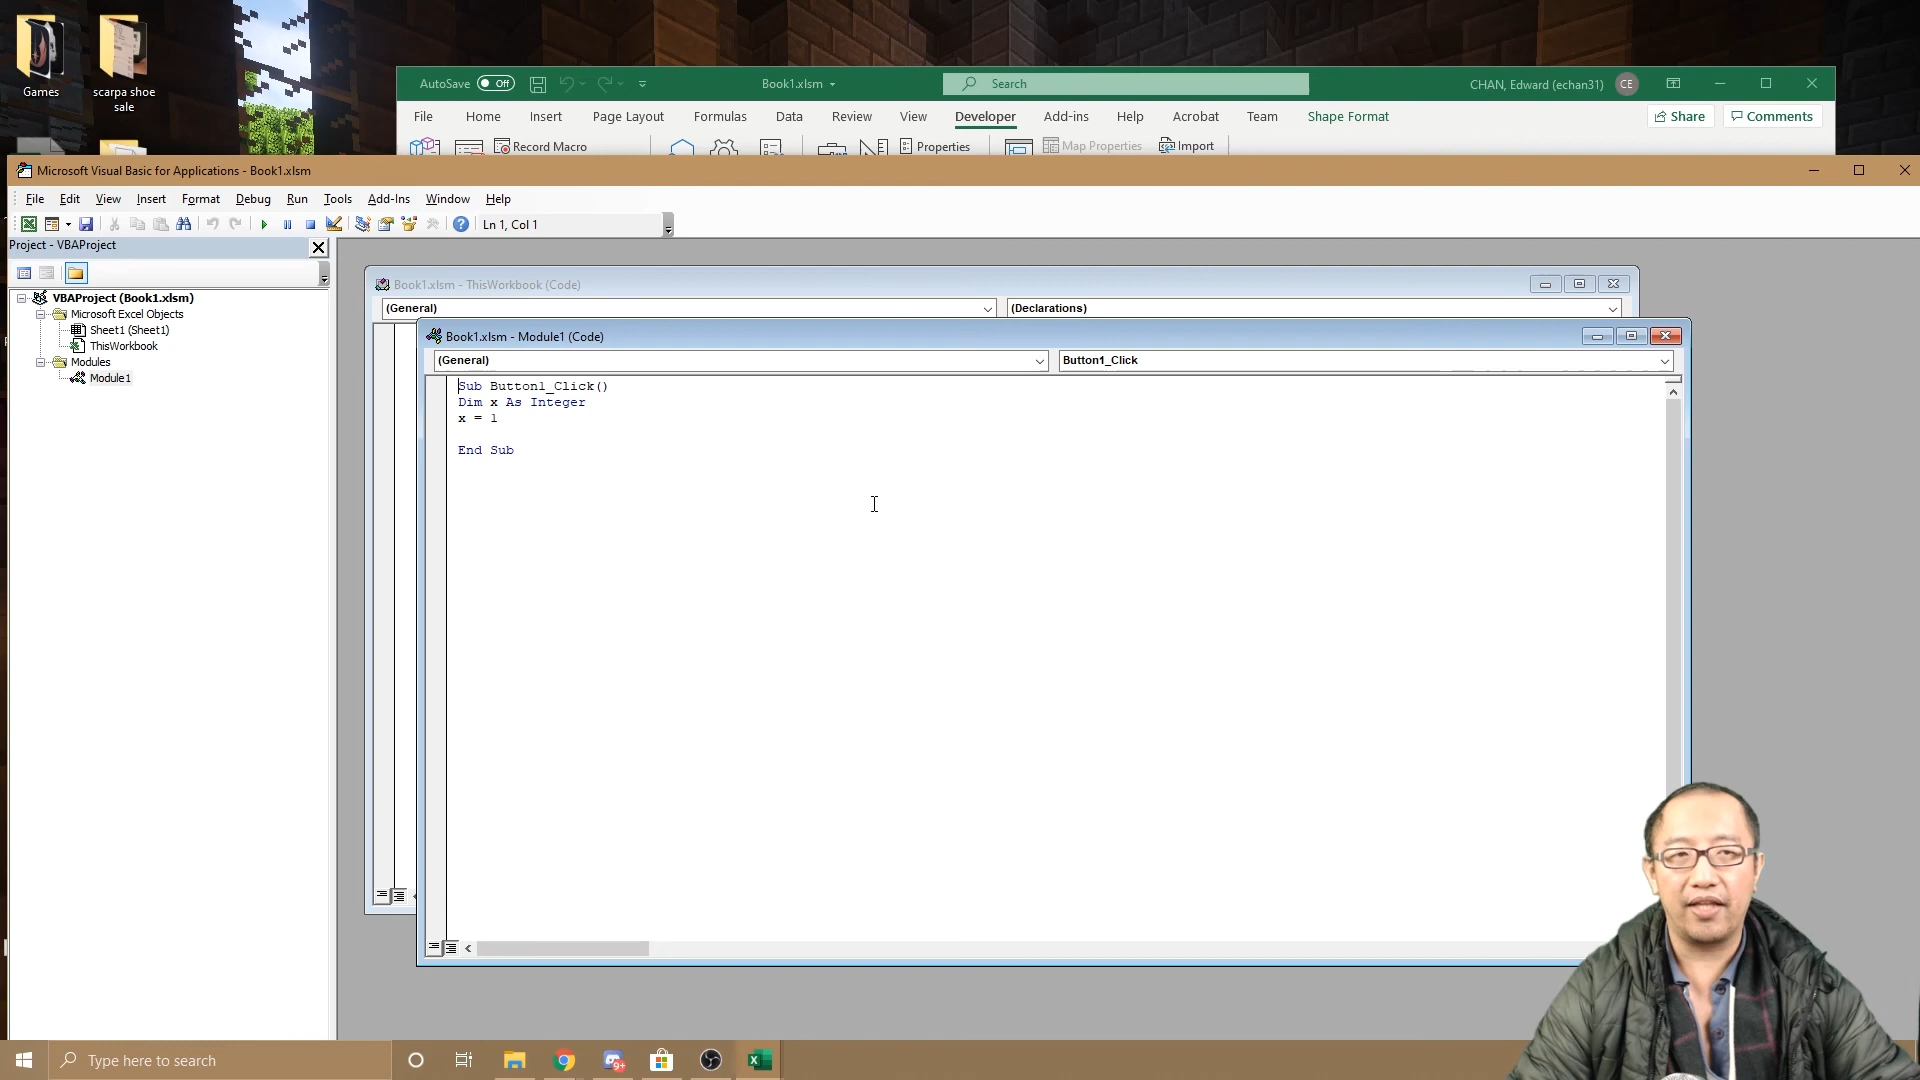 Games
scarpa shoe
sale
AutoSave Off
Book1.xlsm
Search
CHAN, Edward (echan31) CE
File Home Insert Page Layout Formulas Data Review View Developer Add-ins Help Acrobat Team Shape Format Share Comments
Record Macro Properties Map Properties Import
Microsoft Visual Basic for Applications - Book1.xlsm
File Edit View Insert Format Debug Run Tools Add-Ins Window Help
Ln 1, Col 1
Project - VBAProject
VBAProject (Book1.xlsm)
Microsoft Excel Objects
Sheet1 (Sheet1)
ThisWorkbook
Modules
Module1
Book1.xlsm - ThisWorkbook (Code)
(General) (Declarations)
Book1.xlsm - Module1 (Code)
(General) Button1_Click
Sub Button1_Click()
Dim x As Integer
x = 1
End Sub
Type here to search
9+